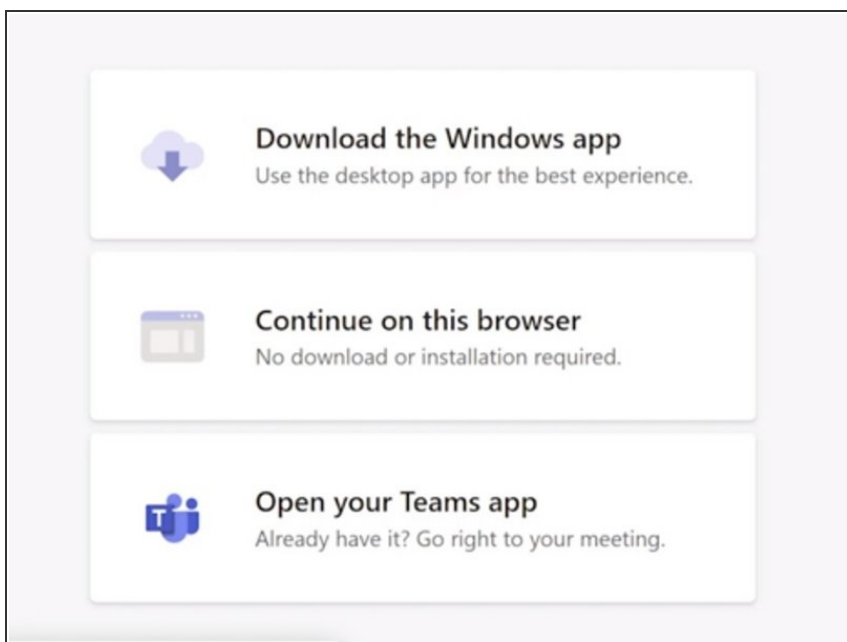 Download the Windows app
Use the desktop app for the best experience.
Continue on this browser
No download or installation required.
T
Open your Teams app
Already have it? Go right to your meeting.